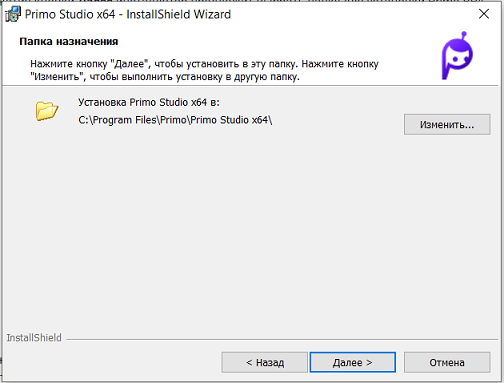 Primo Studio x64 - InstallShield Wizard
Папка назначения
Нажмите кнопку "Далее", чтобы установить в эту папку. Нажмите кнопку
"Изменить", чтобы выполнить установку в другую папку.
Установка Primo Studio x64 в:
C:\Program Files\Primo\Primo Studio x64\
Изменить...
InstallShield
< Назад
Далее >
Отмена